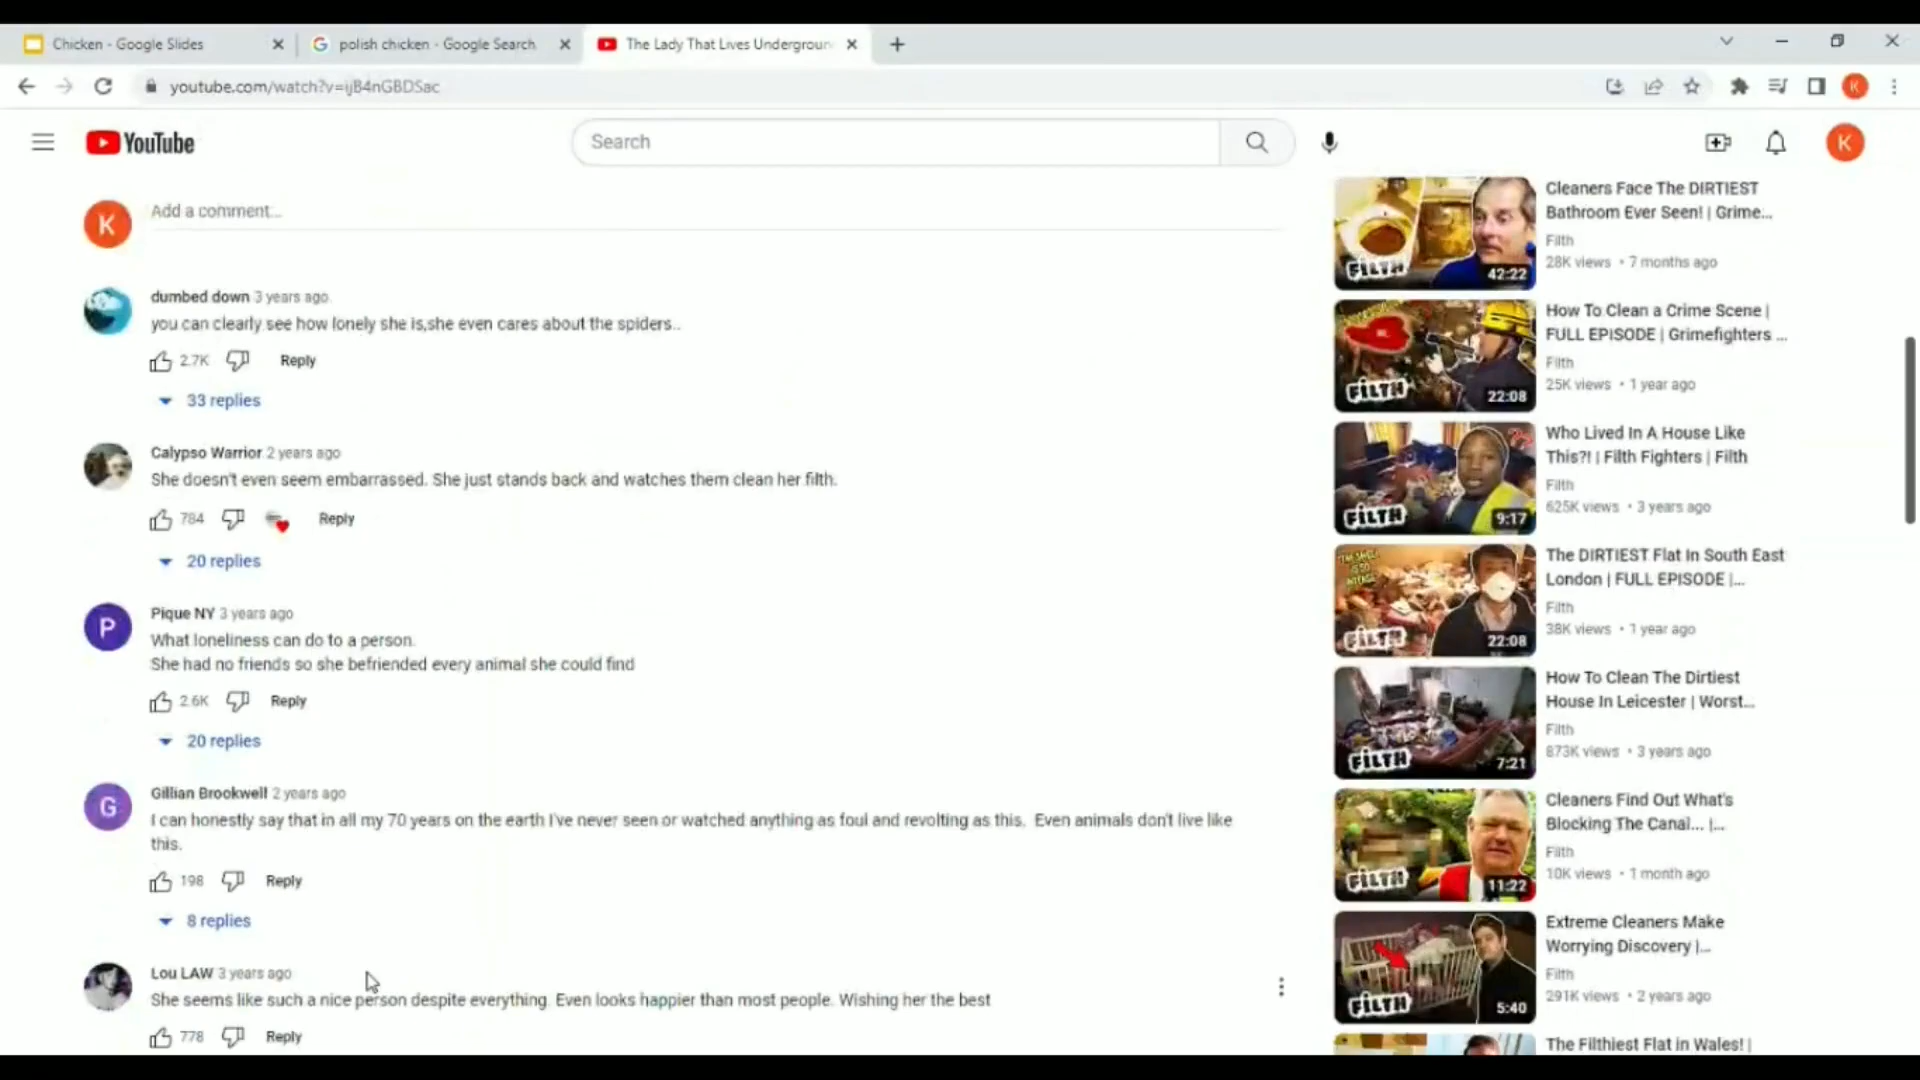 Chicken - Google Slides
polish chicken - Google Search
The Lady That Lives Undergroun
youtube.com/watch?v=ijB4nGBDSac
K
YouTube
Search
K
K
Add a comment...
dumbed down 3 years ago
you can clearly see how lonely she is,she even cares about the spiders..
2.7K
Reply
33 replies
Calypso Warrior 2 years ago
She doesn't even seem embarrassed. She just stands back and watches them clean her filth.
784
Reply
20 replies
P
Pique NY 3 years ago
What loneliness can do to a person.
She had no friends so she befriended every animal she could find
2.6K
Reply
20 replies
G
Gillian Brookwell 2 years ago
I can honestly say that in all my 70 years on the earth I've never seen or watched anything as foul and revolting as this. Even animals don't live like
this.
198
Reply
8 replies
Lou LAW 3 years ago
She seems like such a nice person despite everything. Even looks happier than most people. Wishing her the best
778
Reply
FILTH
42:22
Cleaners Face The DIRTIEST
Bathroom Ever Seen! | Grime...
Filth
28K views • 7 months ago
FILTH
22:08
How To Clean a Crime Scene |
FULL EPISODE | Grimefighters ...
Filth
25K views • 1 year ago
FILTH
9:17
Who Lived In A House Like
This?! | Filth Fighters | Filth
Filth
625K views • 3 years ago
FILTH
22:08
The DIRTIEST Flat In South East
London | FULL EPISODE |...
Filth
38K views • 1 year ago
FILTH
7:21
How To Clean The Dirtiest
House In Leicester | Worst...
Filth
873K views • 3 years ago
FILTH
11:22
Cleaners Find Out What's
Blocking The Canal... |...
Filth
10K views • 1 month ago
FILTH
5:40
Extreme Cleaners Make
Worrying Discovery |...
Filth
291K views • 2 years ago
The Filthiest Flat in Wales! |